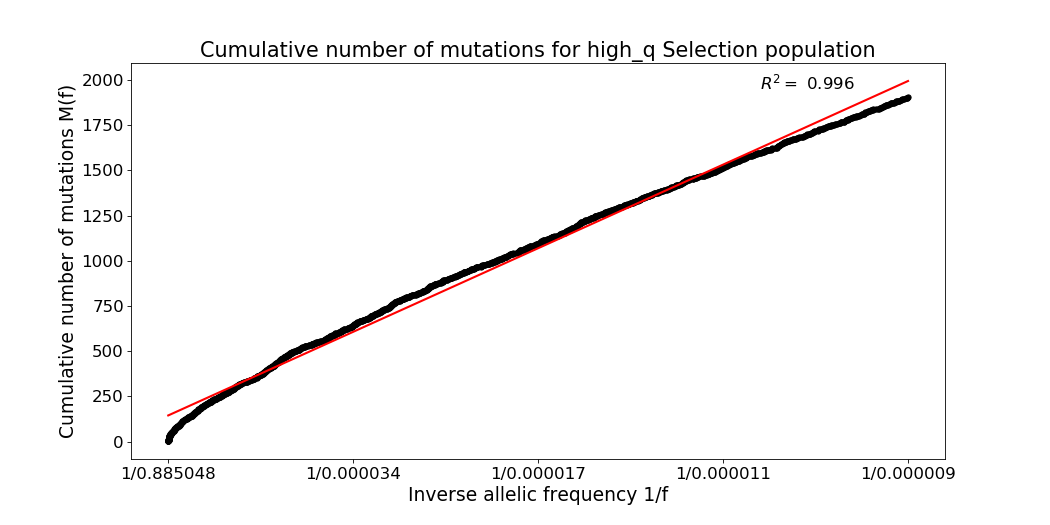 Cumulative number of mutations for high_q Selection population
R² = 0.996
Cumulative number of mutations M(f)
2000
1750
1500
1250
1000
750
500
250
0
1/0.885048 1/0.000034 1/0.000017 1/0.000011 1/0.000009
Inverse allelic frequency 1/f